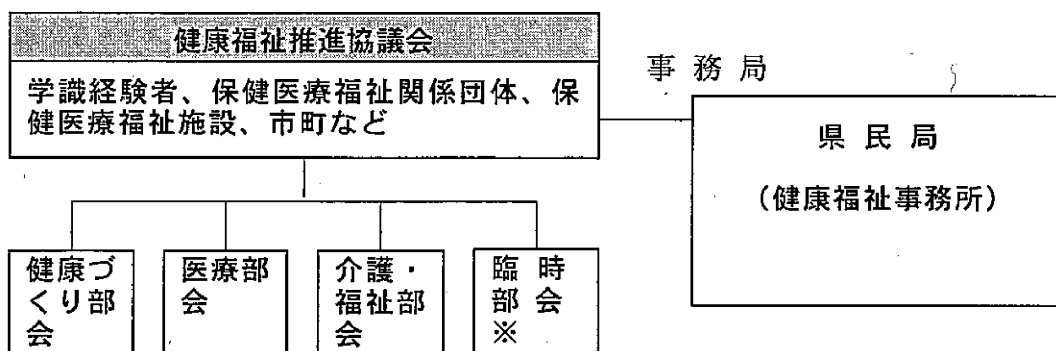 健康福祉推進協議会
学識経験者、保健医療福祉関係団体、保
健医療福祉施設、市町など
事務局
県民局
（健康福祉事務所）
健康づ
くり部
会
医療部
会
介護・
福祉部
会
臨時
部会
※